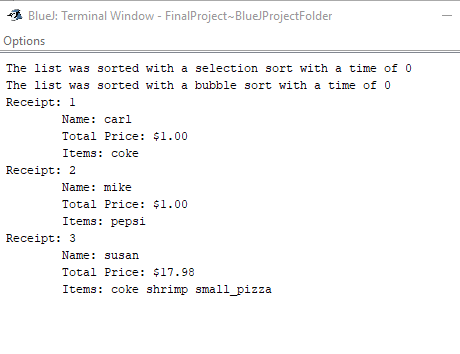 BlueJ: Terminal Window - FinalProject~BlueJProjectFolder
Options
The list was sorted with a selection sort with a time of 0
The list was sorted with a bubble sort with a time of 0
Receipt: 1
Name: carl
Total Price: $1.00
Items: coke
Receipt: 2
Name: mike
Total Price: $1.00
Items: pepsi
Receipt: 3
Name: susan
Total Price: $17.98
Items: coke shrimp small_pizza